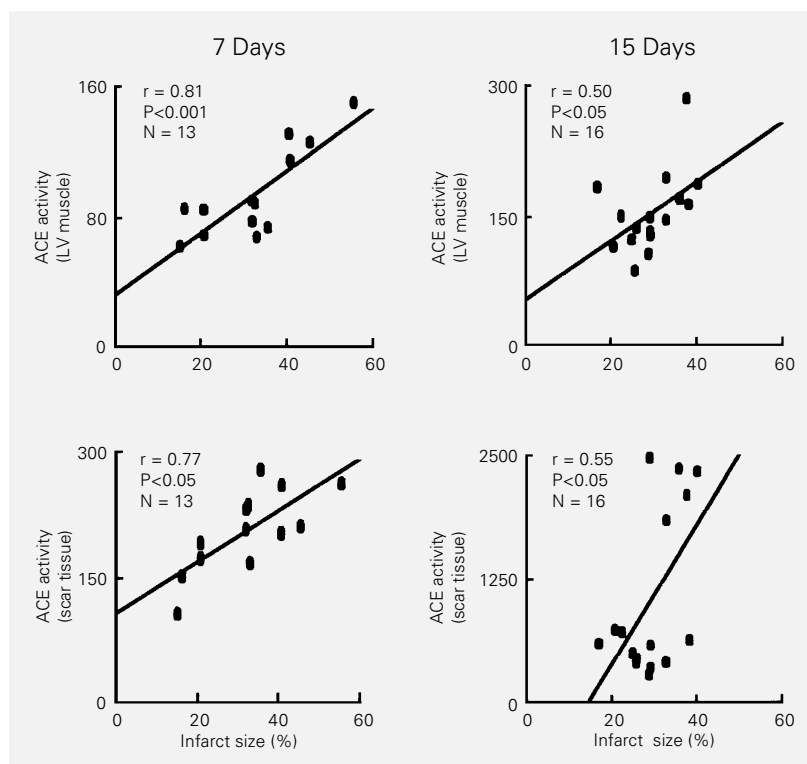 7 Days
15 Days
160
80
0
ACE activity
(LV muscle)
r = 0.81
P<0.001
N = 13
0 20 40 60
300
150
0
ACE activity
(LV muscle)
r = 0.50
P<0.05
N = 16
0 20 40 60
300
150
0
ACE activity
(scar tissue)
r = 0.77
P<0.05
N = 13
0 20 40 60
Infarct size (%)
2500
1250
0
ACE activity
(scar tissue)
r = 0.55
P<0.05
N = 16
0 20 40 60
Infarct size (%)